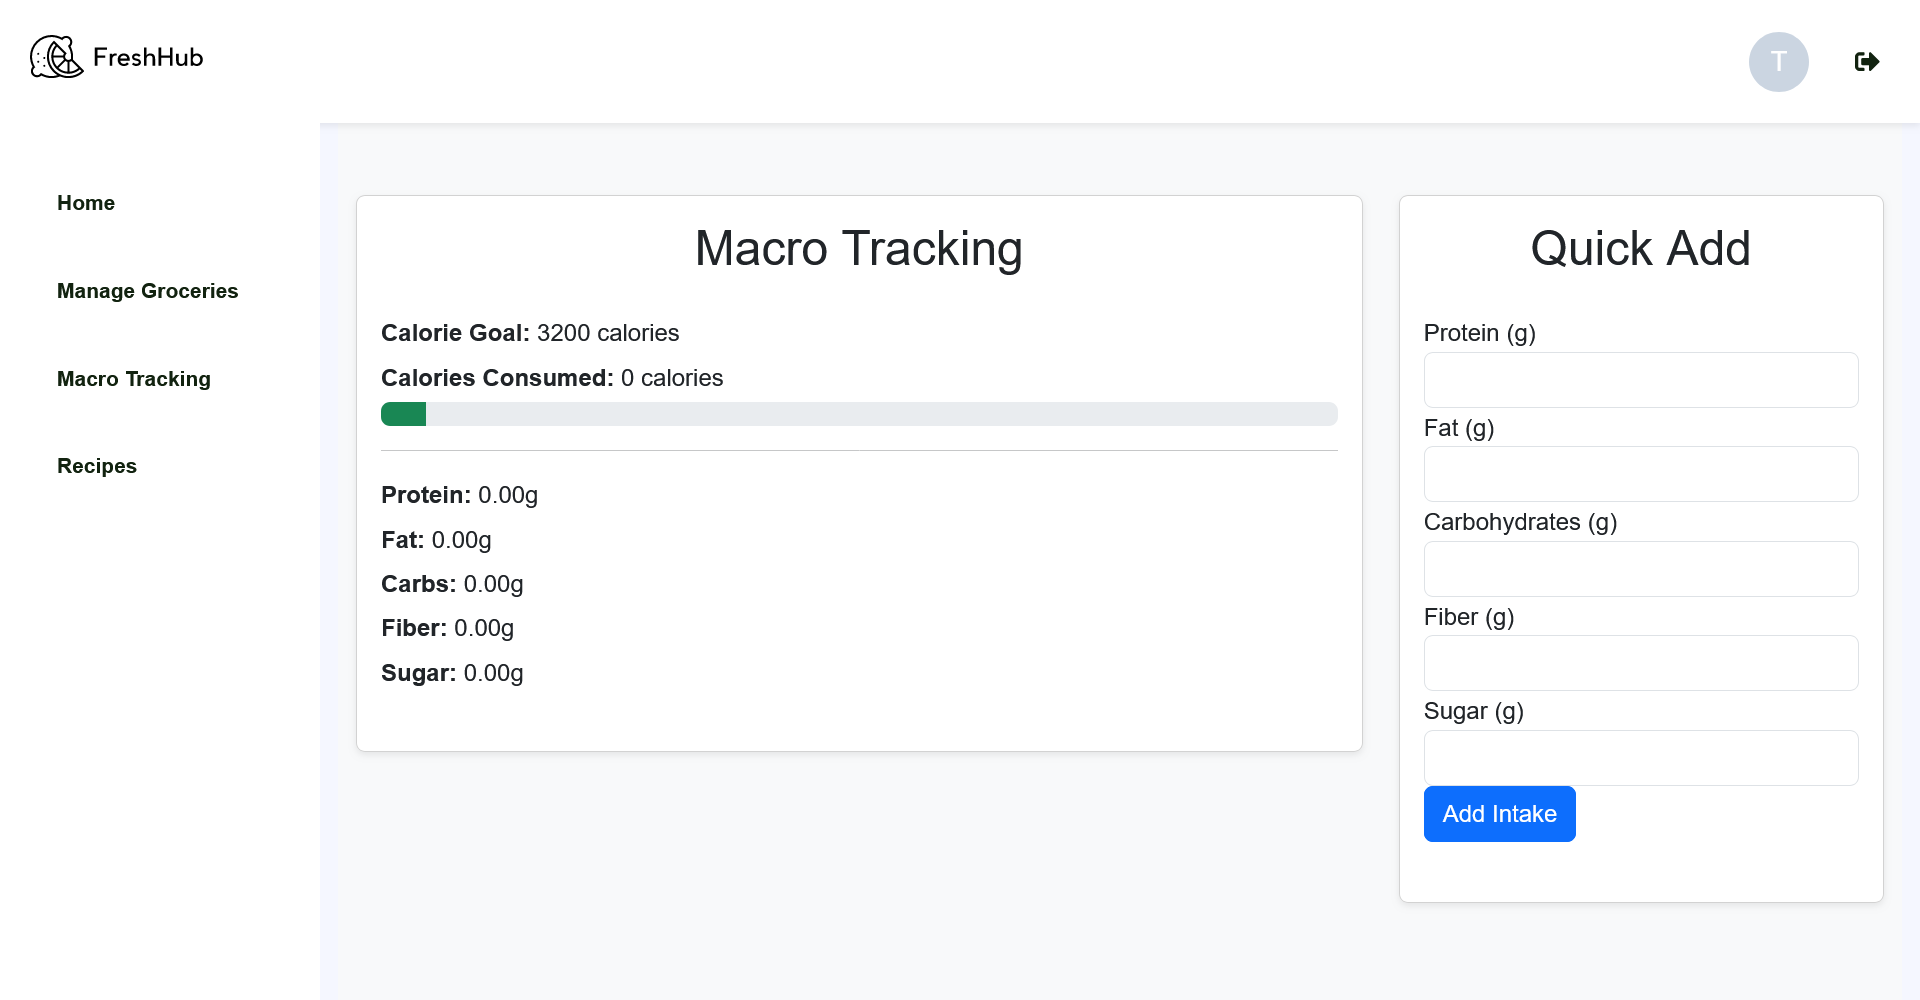 FreshHub
T
Home
Manage Groceries
Macro Tracking
Recipes
Macro Tracking
Calorie Goal: 3200 calories
Calories Consumed: 0 calories
Protein: 0.00g
Fat: 0.00g
Carbs: 0.00g
Fiber: 0.00g
Sugar: 0.00g
Quick Add
Protein (g)
Fat (g)
Carbohydrates (g)
Fiber (g)
Sugar (g)
Add Intake